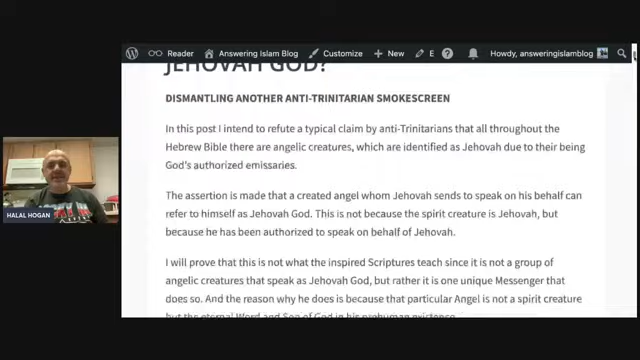 Reader Answering Islam Blog Customize New E Howdy, answeringislamblog
JEHOVAH GOD?
DISMANTLING ANOTHER ANTI-TRINITARIAN SMOKESCREEN
In this post I intend to refute a typical claim by anti-Trinitarians that all throughout the
Hebrew Bible there are angelic creatures, which are identified as Jehovah due to their being
God's authorized emissaries.
The assertion is made that a created angel whom Jehovah sends to speak on his behalf can
refer to himself as Jehovah God. This is not because the spirit creature is Jehovah, but
because he has been authorized to speak on behalf of Jehovah.
I will prove that this is not what the inspired Scriptures teach since it is not a group of
angelic creatures that speak as Jehovah God, but rather it is one unique Messenger that
does so. And the reason why he does is because that particular Angel is not a spirit creature
but the eternal Word and Son of God in his prehuman existence.
HALAL HOGAN